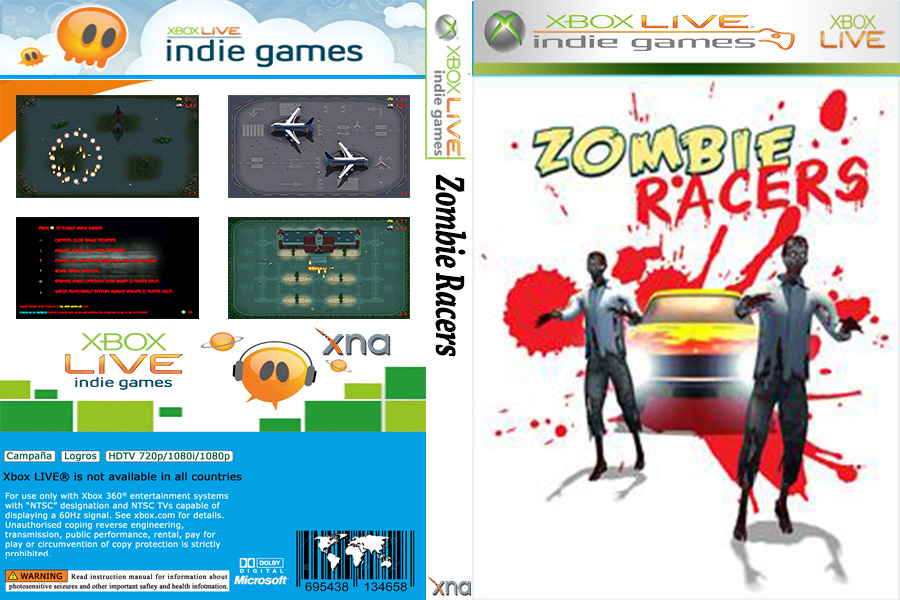 XBOX LIVE
indie games
XBOX LIVE
indie games
xna
Campaña
Logros
HDTV 720p/1080i/1080p
Xbox LIVE® is not available in all countries
For use only with Xbox 360® entertainment systems
with “NTSC” designation and NTSC TVs capable of
displaying a 60Hz signal. See xbox.com for details.
Unauthorised coping reverse engineering,
transmission, public performance, rental, pay for
play or circumvention of copy protection is strictly
prohibited.
WARNING Read instruction manual for information about
photosensitive seizures and other important saftey and health infotmation.
DOLBY
DIGITAL
Microsoft
695438 134658
XBOX LIVE
indie games
Zombie Racers
xna
XBOX LIVE
indie games
XBOX
LIVE
ZOMBIE
RACERS